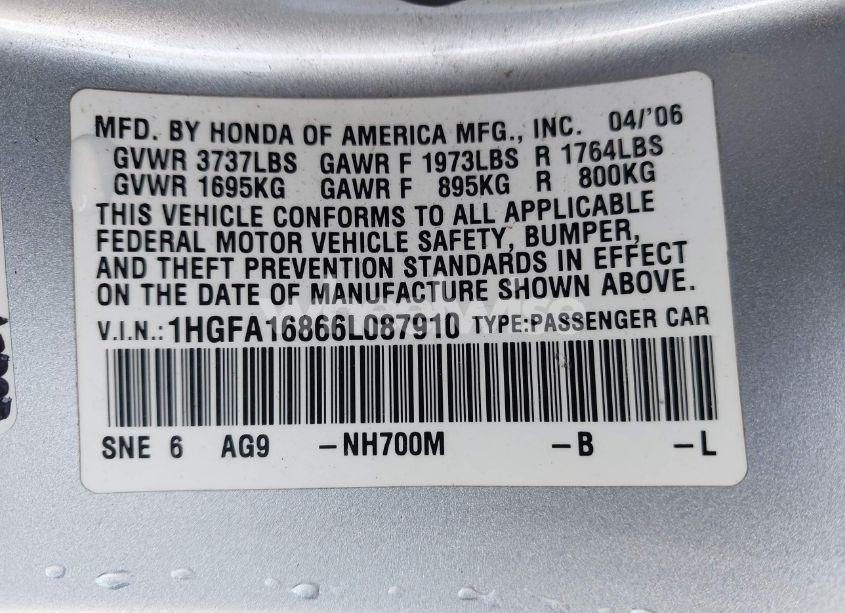 MFD. BY HONDA OF AMERICA MFG., INC. 04/'06
GVWR 3737LBS GAWR F 1973LBS R 1764LBS
GVWR 1695KG GAWR F 895KG R 800KG
THIS VEHICLE CONFORMS TO ALL APPLICABLE
FEDERAL MOTOR VEHICLE SAFETY, BUMPER,
AND THEFT PREVENTION STANDARDS IN EFFECT
ON THE DATE OF MANUFACTURE SHOWN ABOVE.
V.I.N.: 1HGFA16866L087910 TYPE:PASSENGER CAR
SNE 6 AG9 -NH700M -B -L